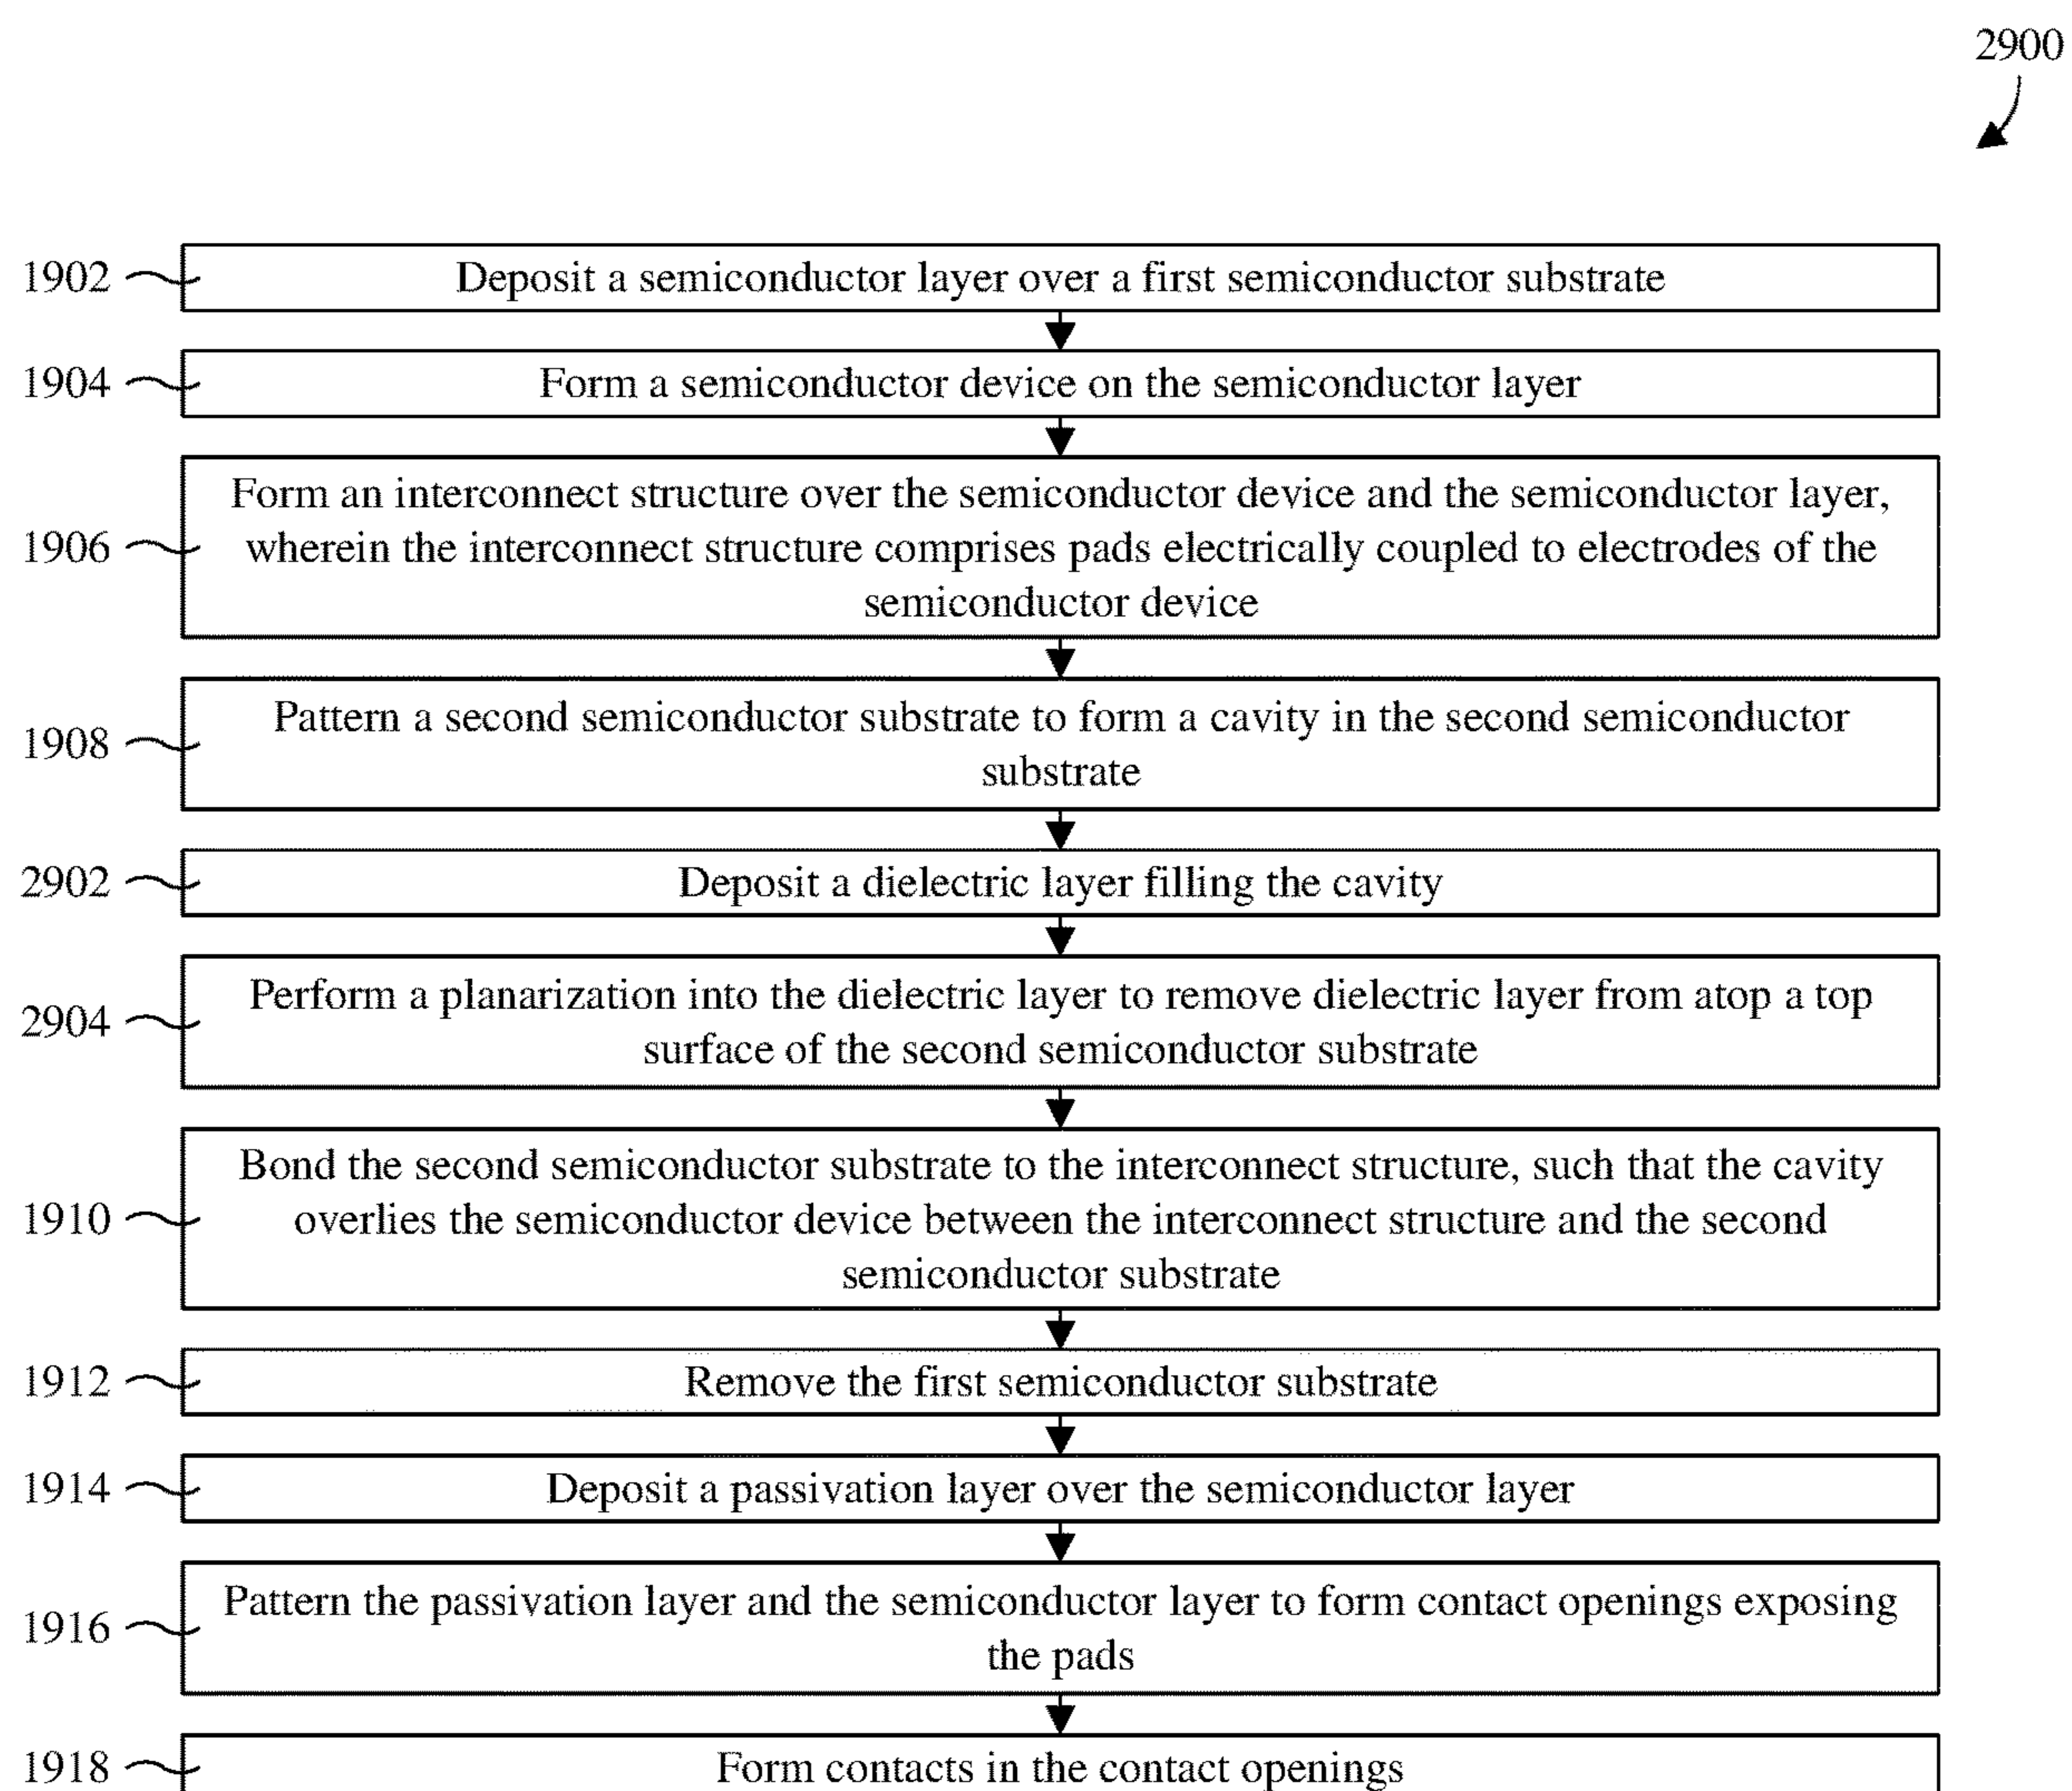 2900
1902 Deposit a semiconductor layer over a first semiconductor substrate
1904 Form a semiconductor device on the semiconductor layer
Form an interconnect structure over the semiconductor device and the semiconductor layer,
1906 wherein the interconnect structure comprises pads electrically coupled to electrodes of the
semiconductor device
Pattern a second semiconductor substrate to form a cavity in the second semiconductor
1908
substrate
2902 Deposit a dielectric layer filling the cavity
Perform a planarization into the dielectric layer to remove dielectric layer from atop a top
2904
surface of the second semiconductor substrate
Bond the second semiconductor substrate to the interconnect structure, such that the cavity
1910 overlies the semiconductor device between the interconnect structure and the second
semiconductor substrate
1912 Remove the first semiconductor substrate
1914 Deposit a passivation layer over the semiconductor layer
Pattern the passivation layer and the semiconductor layer to form contact openings exposing
1916
the pads
1918 Form contacts in the contact openings